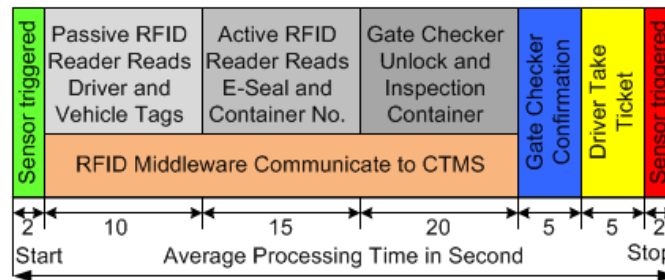 Sensor triggered
Passive RFID
Reader Reads
Driver and
Vehicle Tags
Active RFID
Reader Reads
E-Seal and
Container No.
Gate Checker
Unlock and
Inspection
Container
Gate Checker
Confirmation
Driver Take
Ticket
Sensor triggered
RFID Middleware Communicate to CTMS
2 10 15 20 5 5 2
Start Average Processing Time in Second Stop